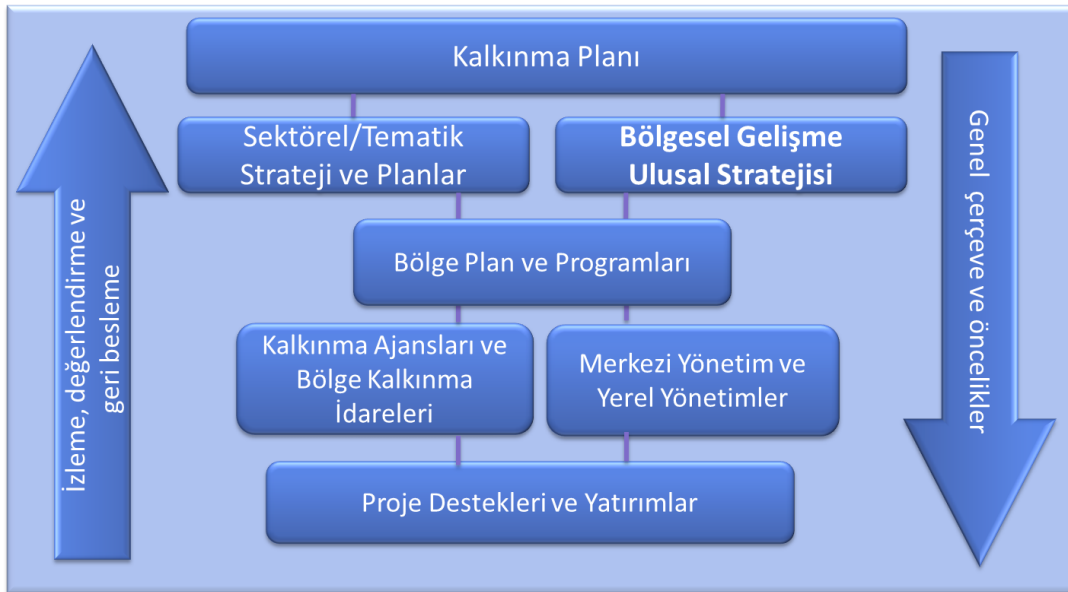 Kalkınma Planı
Sektörel/Tematik
Strateji ve Planlar
Bölgesel Gelişme
Ulusal Stratejisi
Bölge Plan ve Programları
Kalkınma Ajansları ve
Bölge Kalkınma
İdareleri
Merkezi Yönetim ve
Yerel Yönetimler
Proje Destekleri ve Yatırımlar
İzleme, değerlendirme ve
geri besleme
Genel çerçeve ve öncelikler